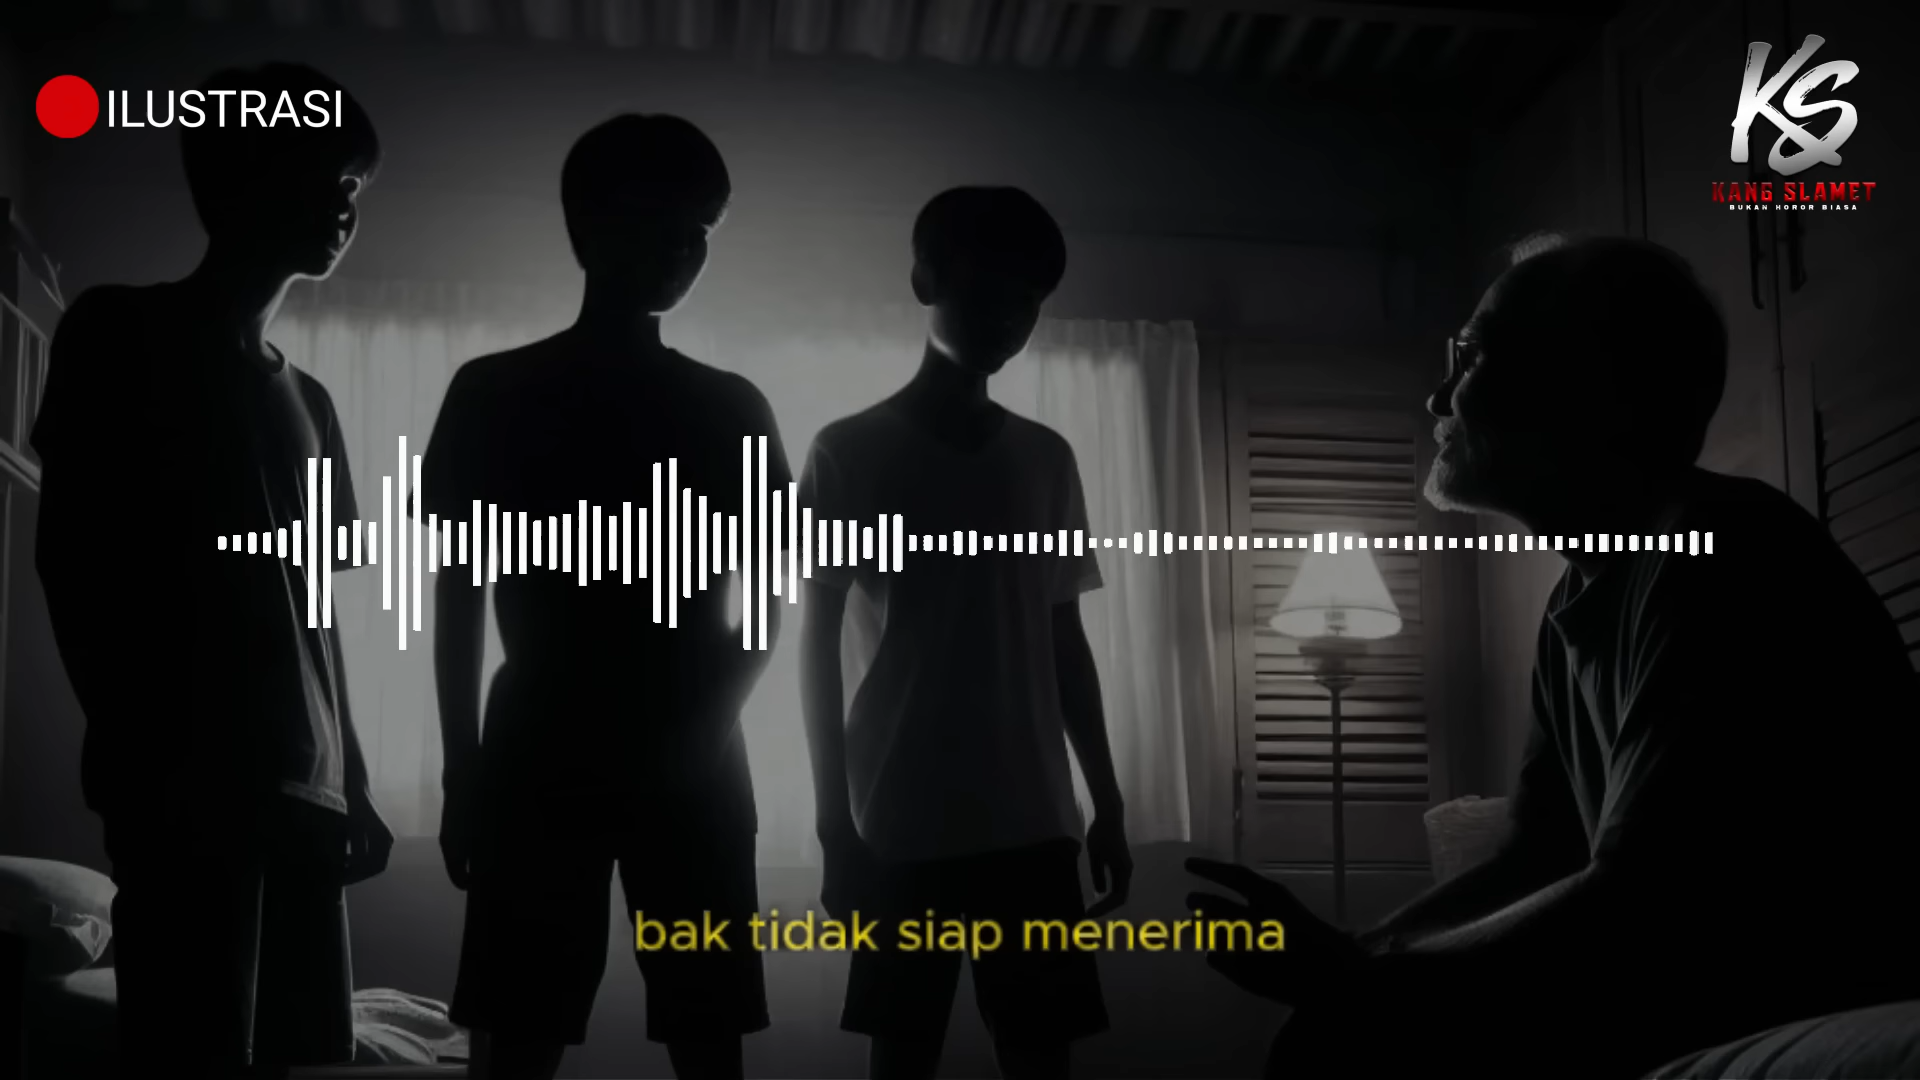 ILUSTRASI
KS
KANG SLAMET
BUKAN HOROR BIASA
bak tidak siap menerima